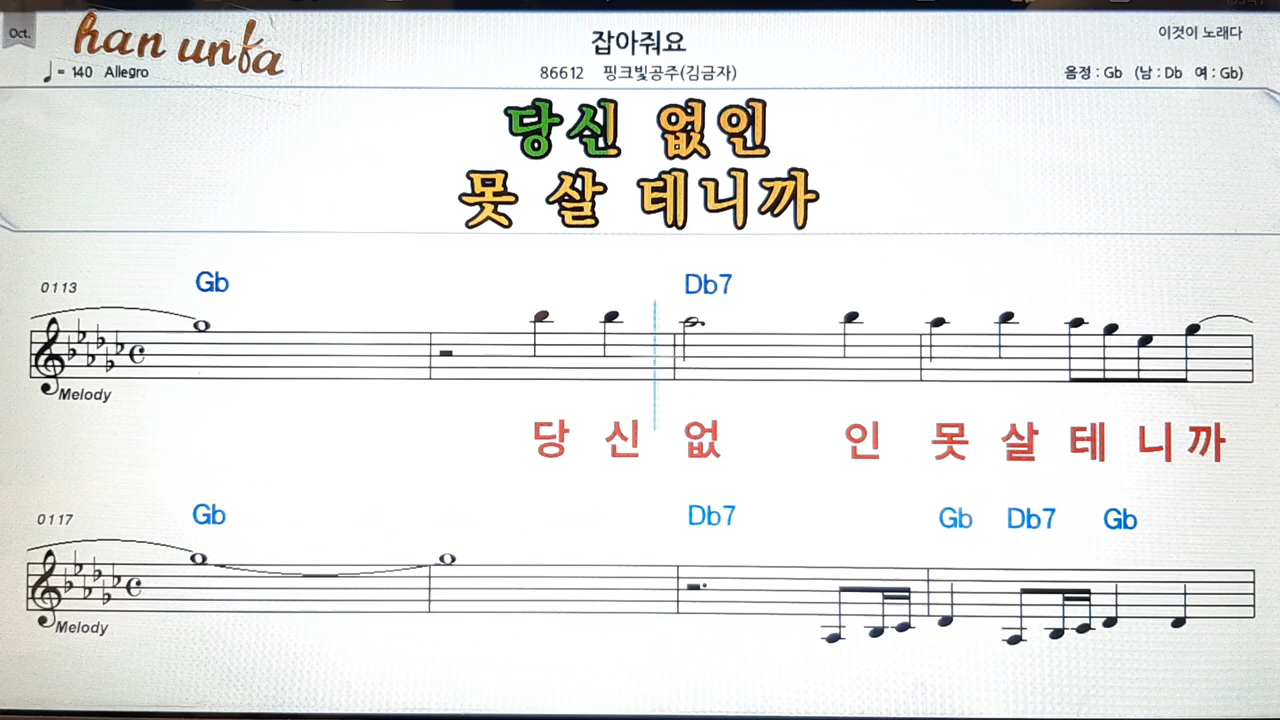 Oct.
han unfa
잡아줘요
이것이 노래다
♩= 140 Allegro
86612 핑크빛공주(김금자)
음정 : Gb (남 : Db 여 : Gb)
당신 없인
못 살 테니까
0113
Gb Db7
Melody
당 신 없 인 못 살 테 니 까
0117
Gb Db7 Gb Db7 Gb
Melody